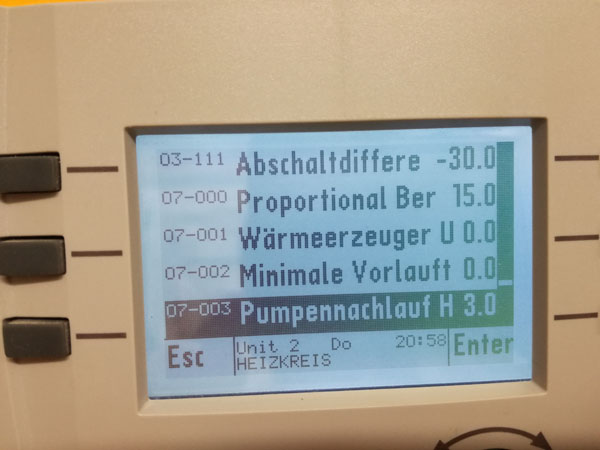 03-111 Abschaltdiffere -30.0
07-000 Proportional Ber 15.0
07-001 Wärmeerzeuger U 0.0
07-002 Minimale Vorlauft 0.0
07-003 Pumpennachlauf H 3.0
Esc Unit 2 Do 20:58 Enter
HEIZKREIS